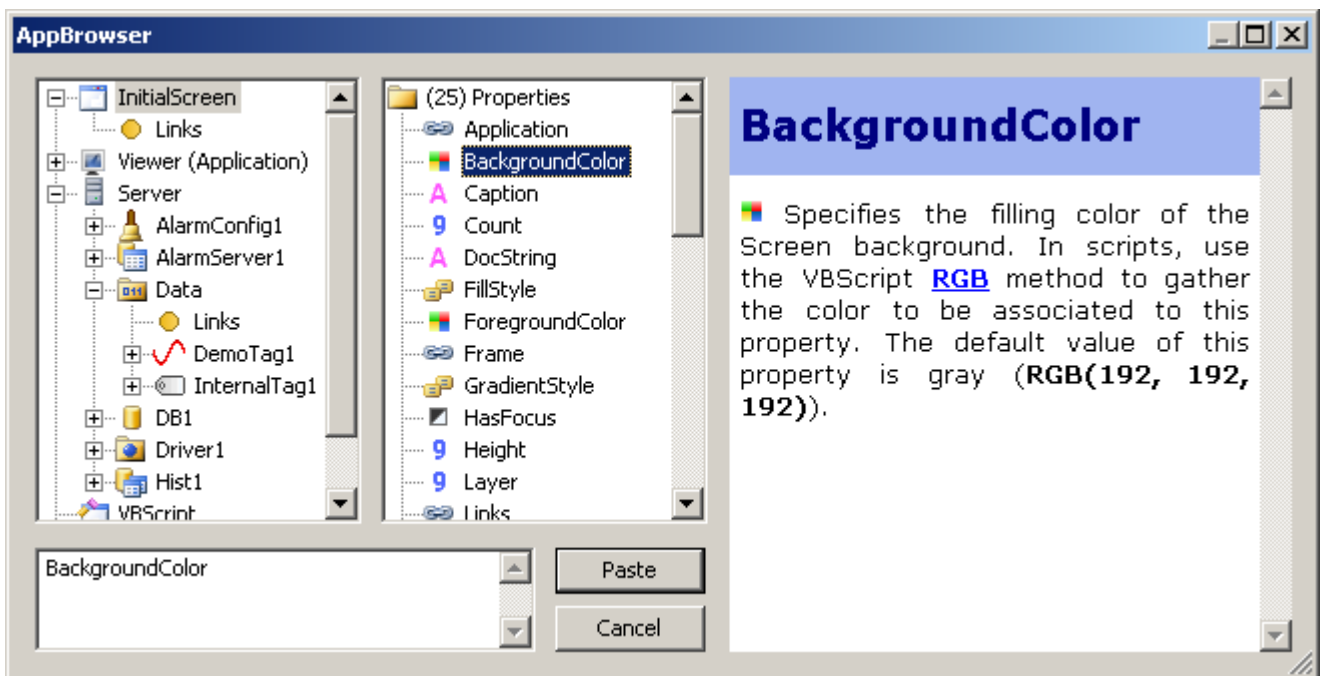 AppBrowser
InitialScreen
Links
Viewer (Application)
Server
AlarmConfig1
AlarmServer1
Data
Links
DemoTag1
InternalTag1
DB1
Driver1
Hist1
VBScript
(25) Properties
Application
BackgroundColor
Caption
Count
DocString
FillStyle
ForegroundColor
Frame
GradientStyle
HasFocus
Height
Layer
Links
BackgroundColor
Specifies the filling color of the
Screen background. In scripts, use
the VBScript RGB method to gather
the color to be associated to this
property. The default value of this
property is gray (RGB(192, 192,
192)).
BackgroundColor
Paste
Cancel